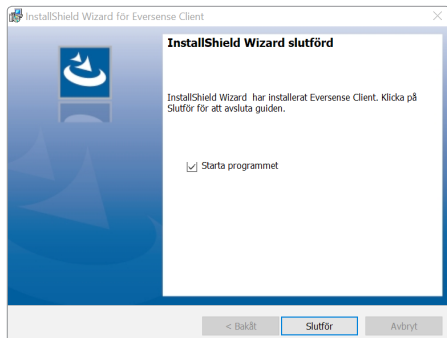 InstallShield Wizard för Eversense Client
InstallShield Wizard slutförd
InstallShield Wizard har installerat Eversense Client. Klicka på
Slutför för att avsluta guiden.
Starta programmet
< Bakåt
Slutför
Avbryt